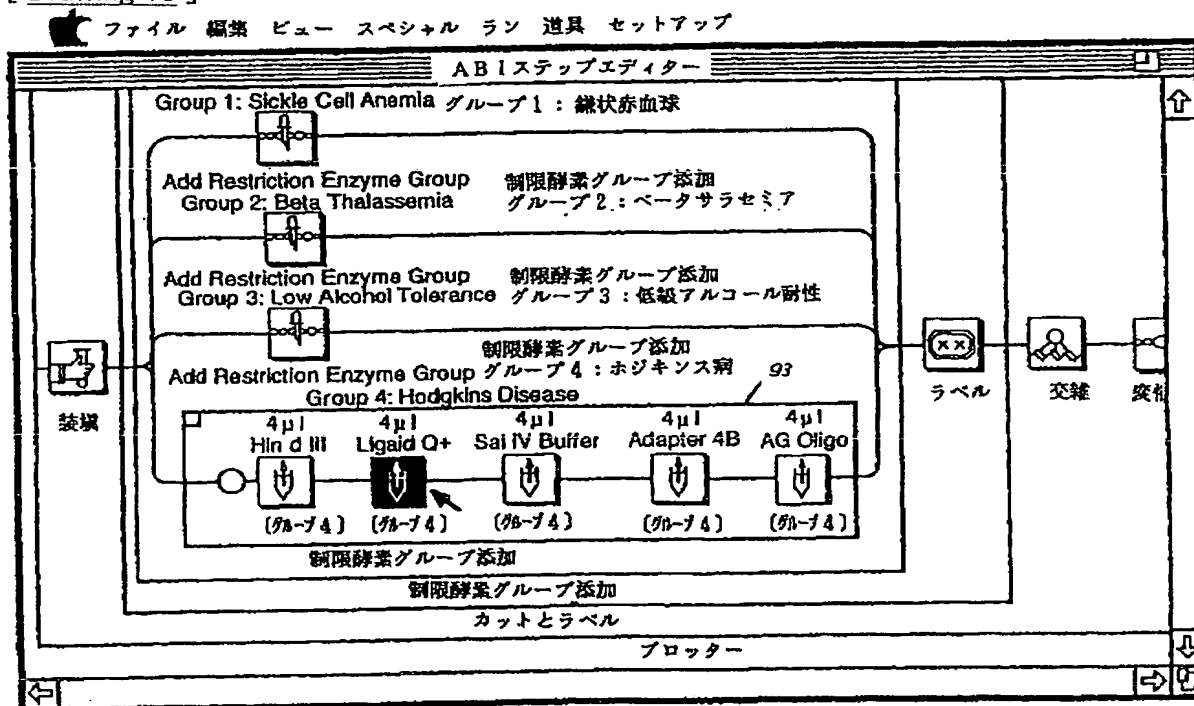 ファイル 編集 ビュー スペシャル ラン 道具 セットアップ
ABIステップエディター
Group 1: Sickle Cell Anemia グループ1:鎌状赤血球
Add Restriction Enzyme Group 制限酵素グループ添加
Group 2: Beta Thalassemia グループ2:ベータサラセミア
Add Restriction Enzyme Group 制限酵素グループ添加
Group 3: Low Alcohol Tolerance グループ3:低級アルコール耐性
制限酵素グループ添加
Add Restriction Enzyme Group グループ4:ホジキンス病 93
Group 4: Hodgkins Disease
装填
ラベル 交雑
4μl 4μl 4μl 4μl 4μl
Hin d III Ligaid Q+ Sal IV Buffer Adapter 4B AG Oligo
(グループ4) (グループ4) (グループ4) (グループ4) (グループ4)
制限酵素グループ添加
制限酵素グループ添加
カットとラベル
ブロッター